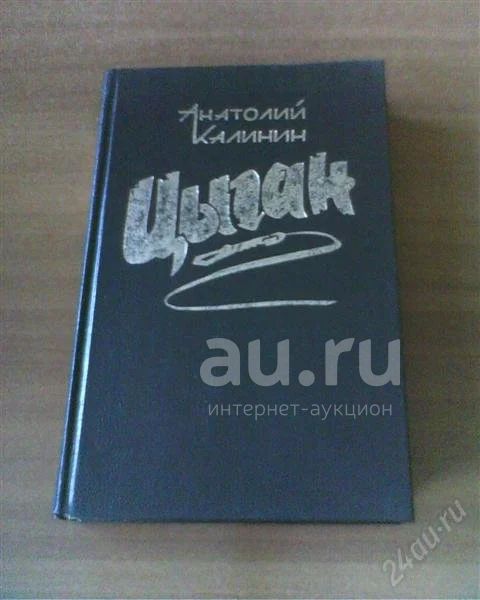 Анатолий
Калинин
Цыган
au.ru
интернет-аукцион
24au.ru